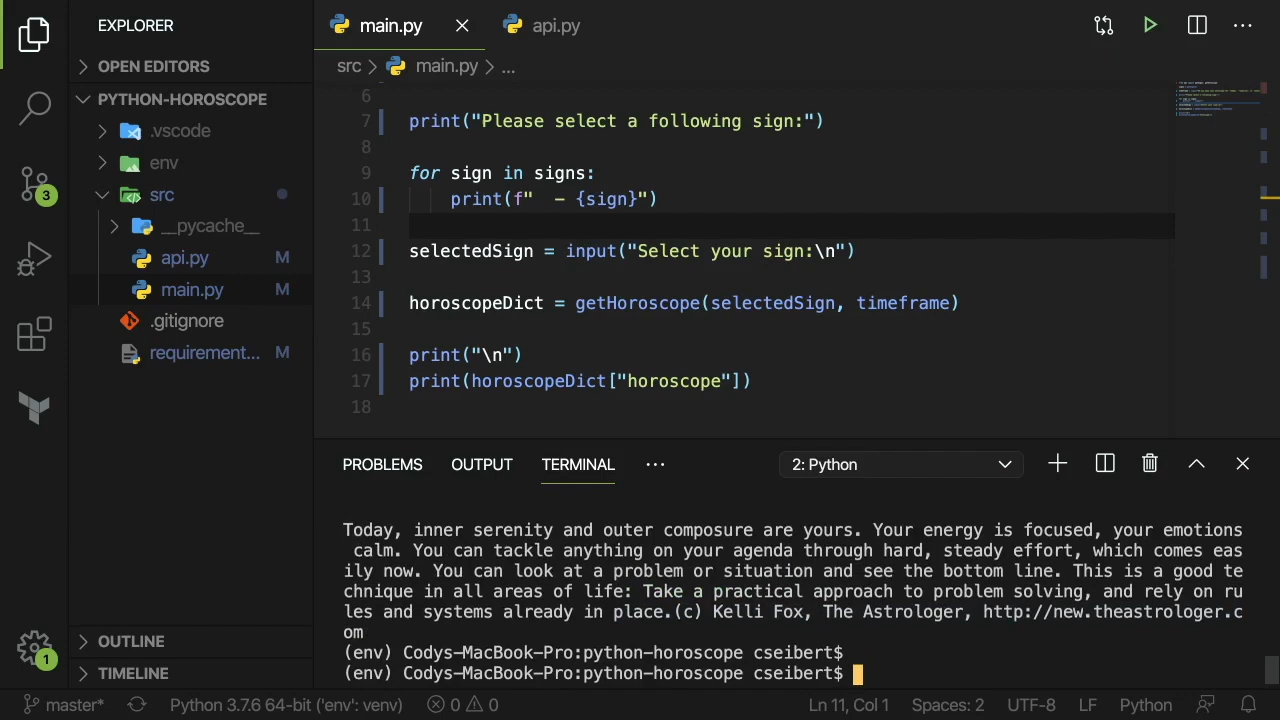 EXPLORER
main.py
api.py
OPEN EDITORS
src
main.py
...
PYTHON-HOROSCOPE
.vscode
env
src
__pycache__
api.py M
main.py M
.gitignore
requirement... M
OUTLINE
TIMELINE
3
1
6
7 print("Please select a following sign:")
8
9 for sign in signs:
10 print(f"  - {sign}")
11
12 selectedSign = input("Select your sign:\n")
13
14 horoscopeDict = getHoroscope(selectedSign, timeframe)
15
16 print("\n")
17 print(horoscopeDict["horoscope"])
18
PROBLEMS OUTPUT TERMINAL ... 2: Python
Today, inner serenity and outer composure are yours. Your energy is focused, your emotions
calm. You can tackle anything on your agenda through hard, steady effort, which comes eas
ily now. You can look at a problem or situation and see the bottom line. This is a good te
chnique in all areas of life: Take a practical approach to problem solving, and rely on ru
les and systems already in place.(c) Kelli Fox, The Astrologer, http://new.theastrologer.c
om
(env) Codys-MacBook-Pro:python-horoscope cseibert$
(env) Codys-MacBook-Pro:python-horoscope cseibert$
master* Python 3.7.6 64-bit ('env': venv) 0 0 Ln 11, Col 1 Spaces: 2 UTF-8 LF Python